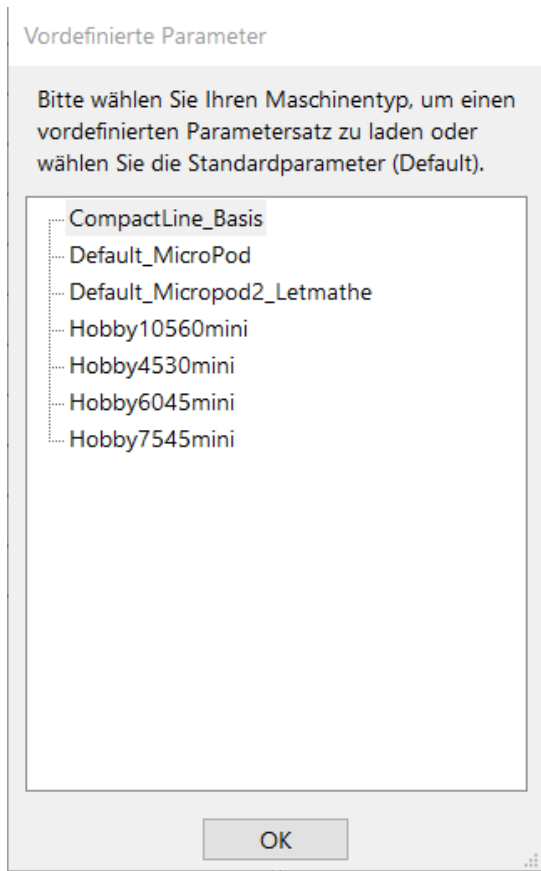 Vordefinierte Parameter
Bitte wählen Sie Ihren Maschinentyp, um einen
vordefinierten Parametersatz zu laden oder
wählen Sie die Standardparameter (Default).
CompactLine_Basis
Default_MicroPod
Default_Micropod2_Letmathe
Hobby10560mini
Hobby4530mini
Hobby6045mini
Hobby7545mini
OK